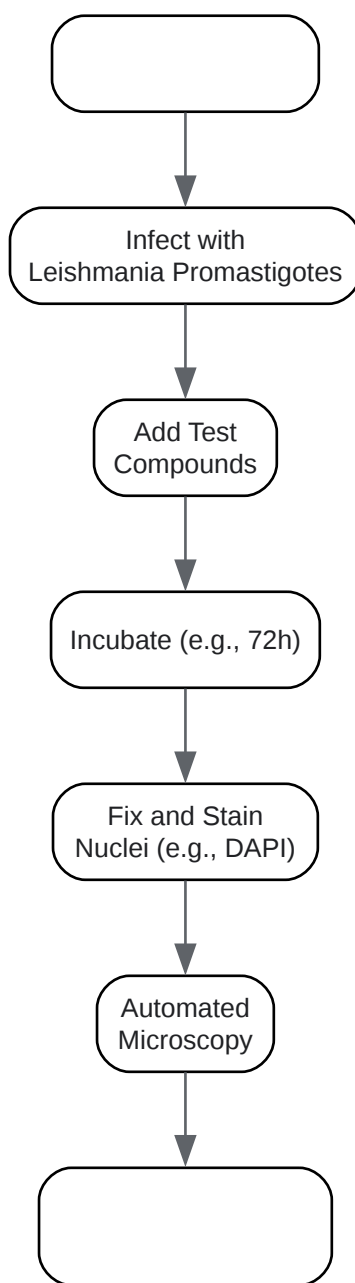 Infect with
Leishmania Promastigotes
Add Test
Compounds
Incubate (e.g., 72h)
Fix and Stain
Nuclei (e.g., DAPI)
Automated
Microscopy